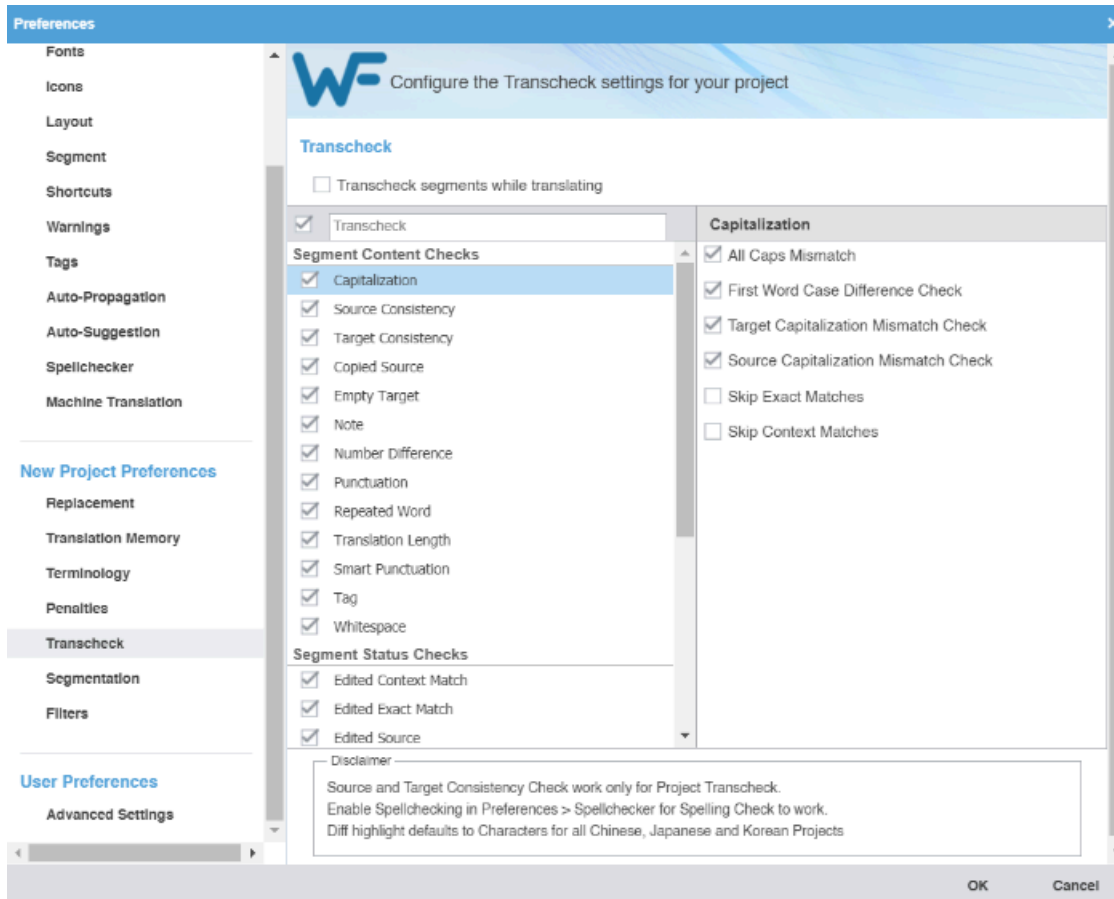 Preferences
Fonts
Icons
Layout
Segment
Shortcuts
Warnings
Tags
Auto-Propagation
Auto-Suggestion
Spellchecker
Machine Translation
New Project Preferences
Replacement
Translation Memory
Terminology
Penalties
Transcheck
Segmentation
Filters
User Preferences
Advanced Settings
WF
Configure the Transcheck settings for your project
Transcheck
Transcheck segments while translating
Transcheck
Segment Content Checks
Capitalization
Source Consistency
Target Consistency
Copied Source
Empty Target
Note
Number Difference
Punctuation
Repeated Word
Translation Length
Smart Punctuation
Tag
Whitespace
Segment Status Checks
Edited Context Match
Edited Exact Match
Edited Source
Capitalization
All Caps Mismatch
First Word Case Difference Check
Target Capitalization Mismatch Check
Source Capitalization Mismatch Check
Skip Exact Matches
Skip Context Matches
Disclaimer
Source and Target Consistency Check work only for Project Transcheck.
Enable Spellchecking in Preferences > Spellchecker for Spelling Check to work.
Diff highlight defaults to Characters for all Chinese, Japanese and Korean Projects
OK
Cancel